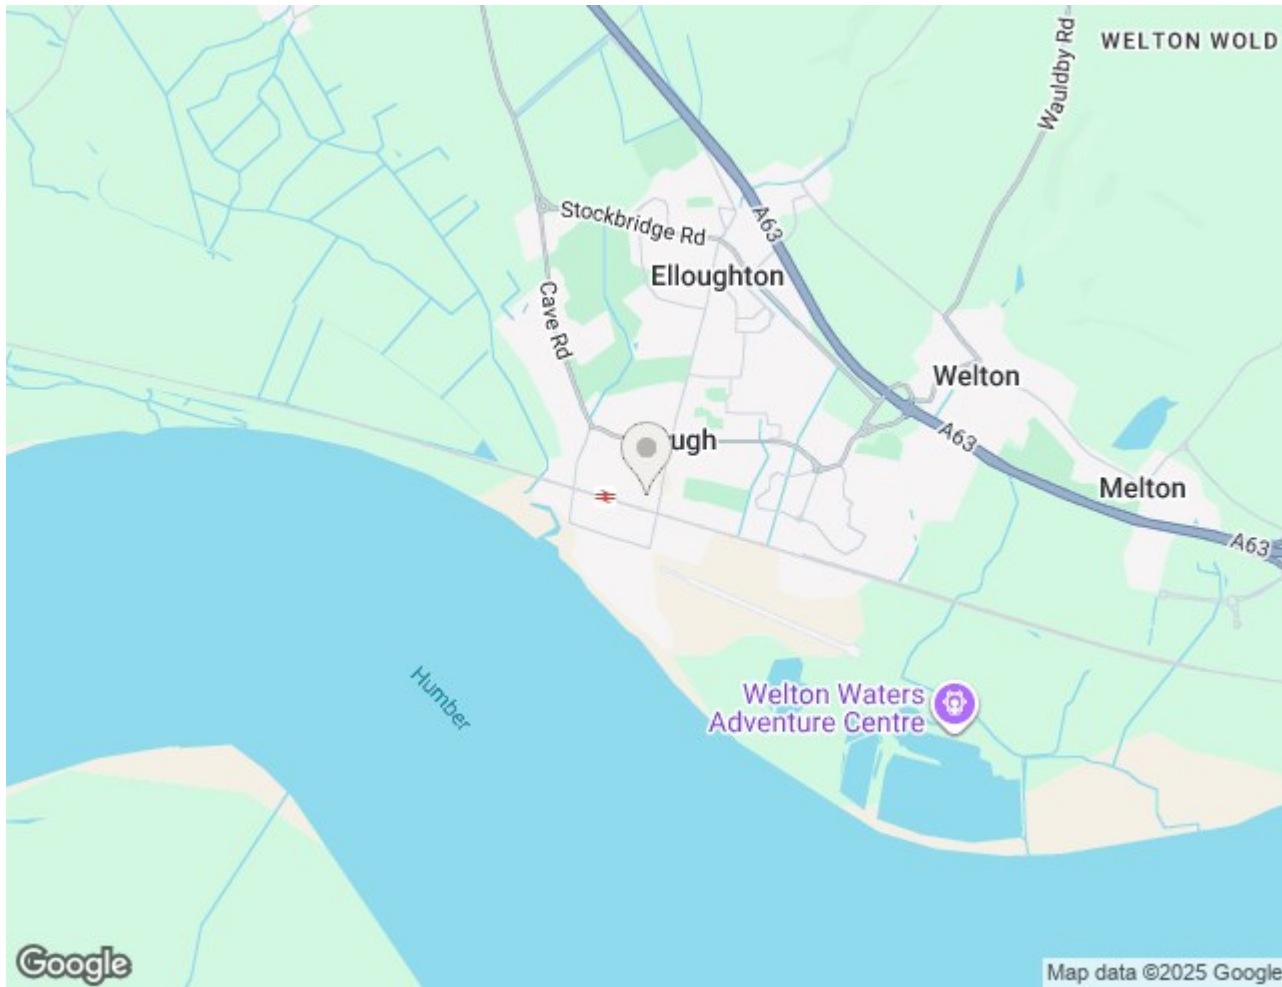 WELTON WOLD
Wauldby Rd
Stockbridge Rd
A63
Elloughton
Cave Rd
Welton
ugh
A63
Melton
A63
Humber
Welton Waters
Adventure Centre
Google
Map data ©2025 Google